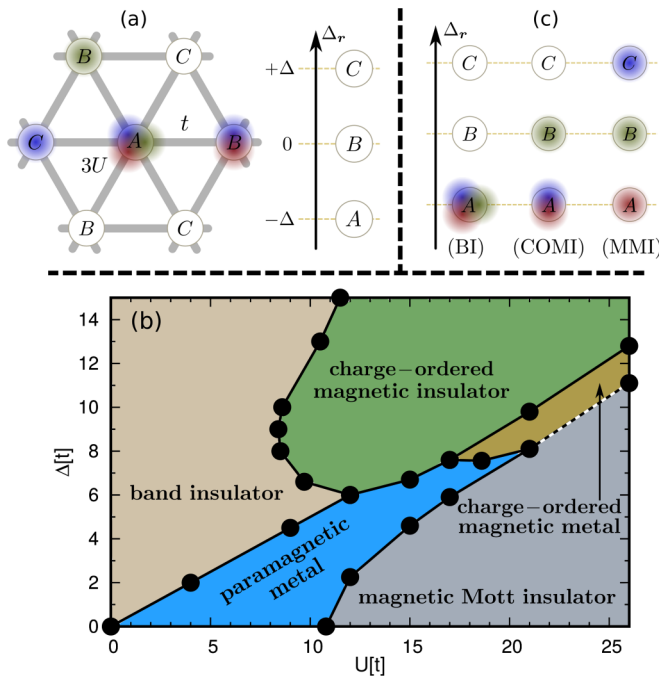 (a)
B
C
C
A
t
B
3U
B
C
Δr
+Δ
C
0
B
−Δ
A
(c)
Δr
C
C
C
B
B
B
A
A
A
(BI)
(COMI)
(MMI)
(b)
charge−ordered
magnetic insulator
band insulator
paramagnetic
metal
charge−ordered
magnetic metal
magnetic Mott insulator
Δ[t]
14
12
10
8
6
4
2
0
0
5
10
15
20
25
U[t]